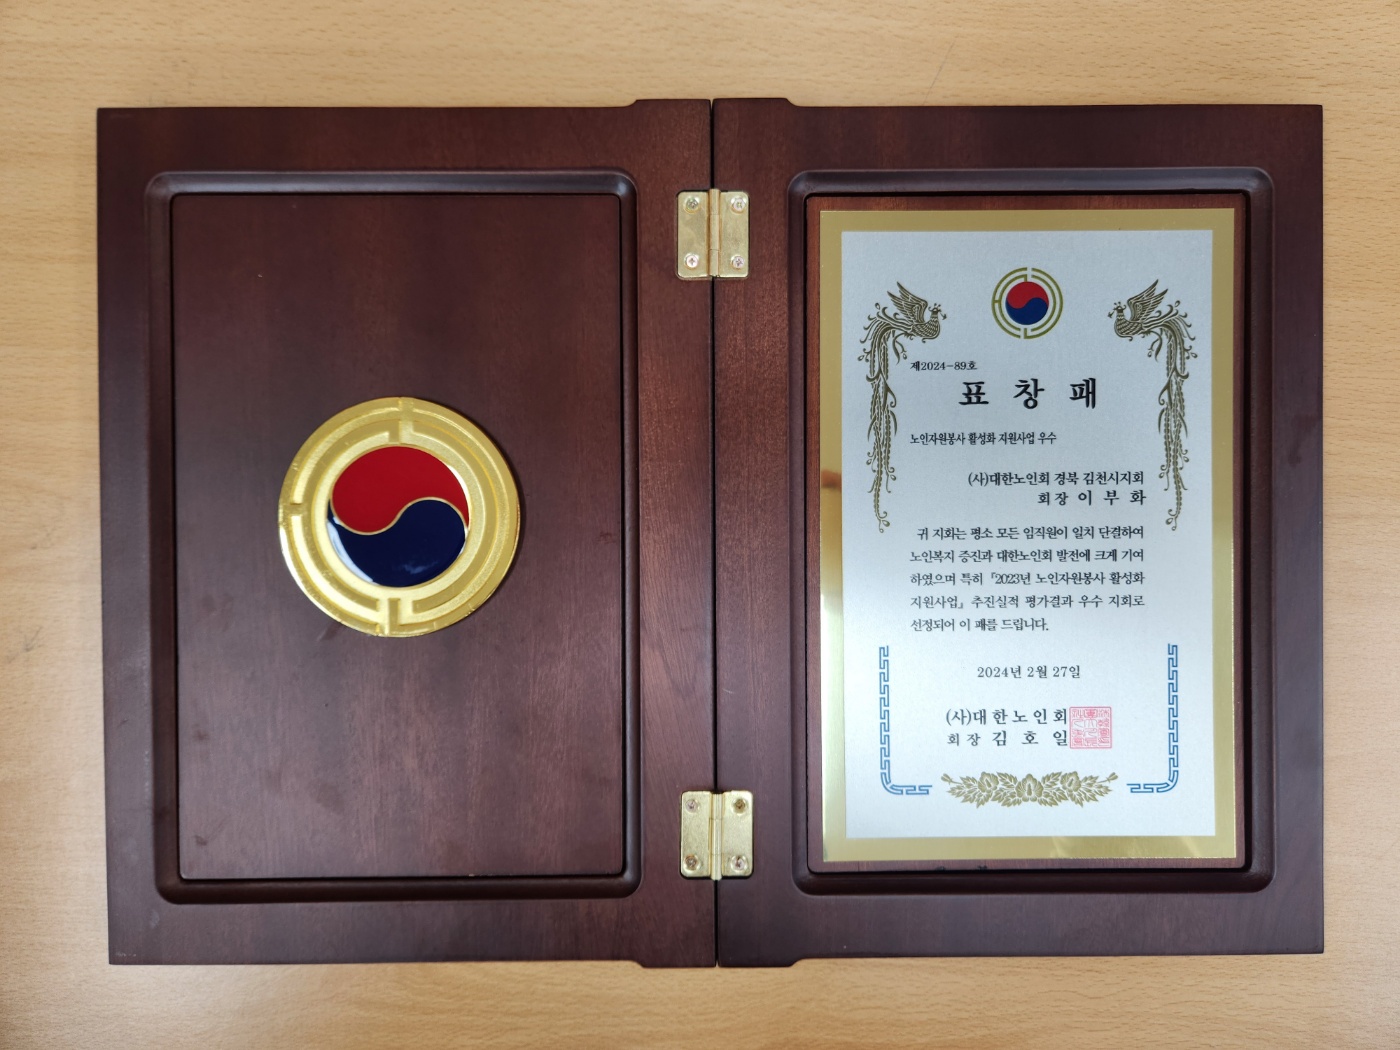 제2024-89호
표 창 패
노인자원봉사 활성화 지원사업 우수
(사)대한노인회 경북 김천시지회
회장 이 부 화
귀 지회는 평소 모든 임직원이 일치 단결하여
노인복지 증진과 대한노인회 발전에 크게 기여
하였으며 특히 「2023년 노인자원봉사 활성화
지원사업」 추진실적 평가결과 우수 지회로
선정되어 이 패를 드립니다.
2024년 2월 27일
(사)대 한 노 인 회
회 장 김 호 일